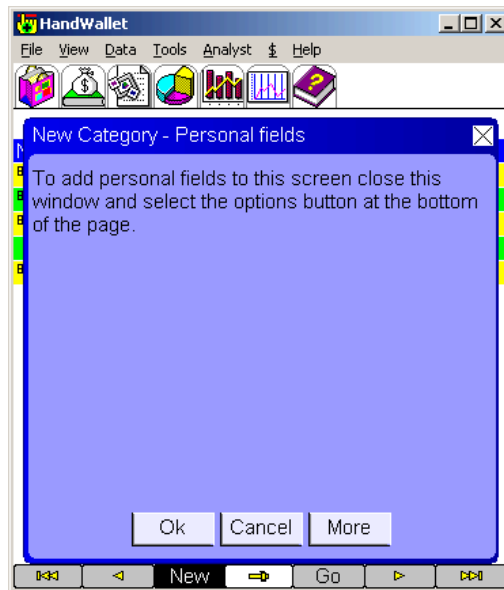 HandWallet
File View Data Tools Analyst $ Help
$
?
New Category - Personal fields
To add personal fields to this screen close this
window and select the options button at the bottom
of the page.
Ok Cancel More
New Go